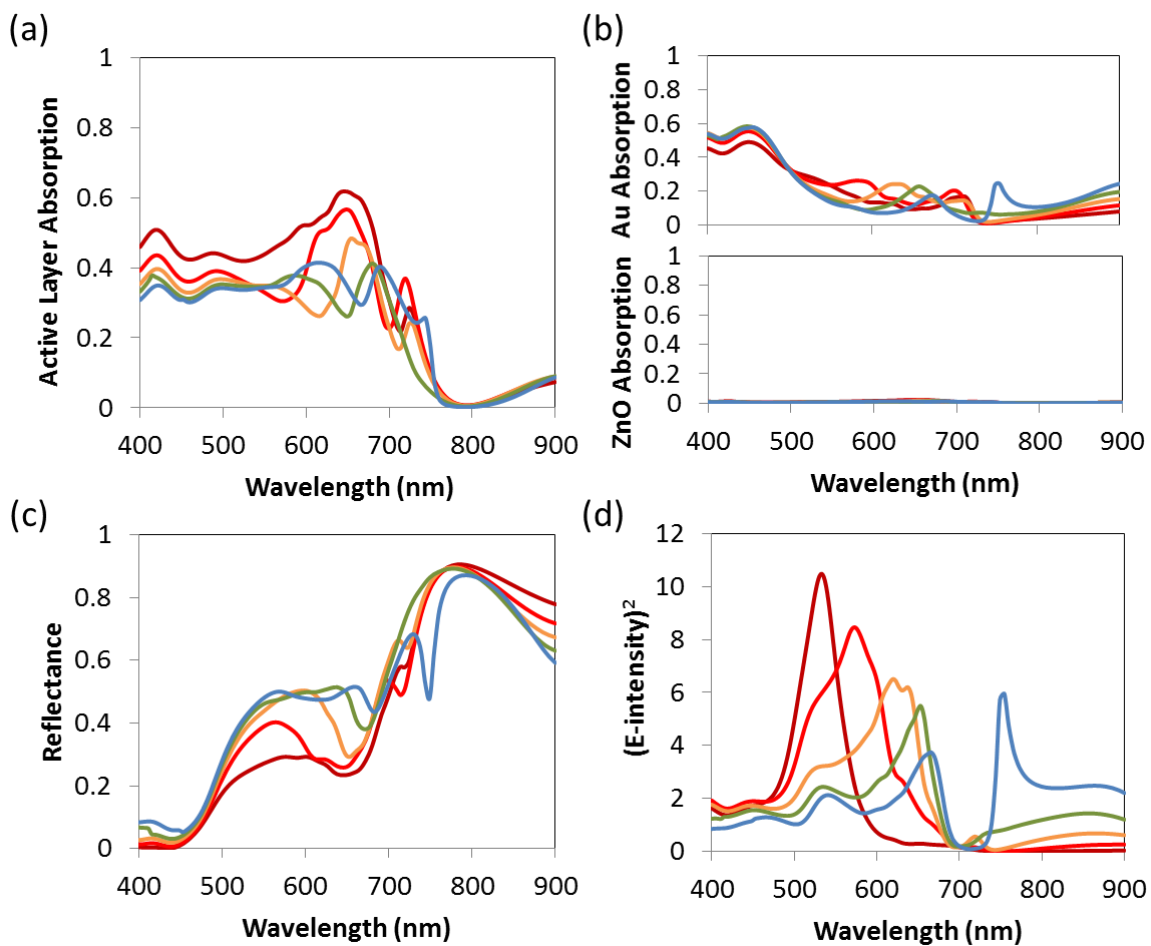 (a)
Active Layer Absorption
1
0.8
0.6
0.4
0.2
0
400 500 600 700 800 900
Wavelength (nm)
(b)
Au Absorption
1
0.8
0.6
0.4
0.2
0
ZnO Absorption
1
0.8
0.6
0.4
0.2
0
400 500 600 700 800 900
Wavelength (nm)
(c)
Reflectance
1
0.8
0.6
0.4
0.2
0
400 500 600 700 800 900
Wavelength (nm)
(d)
(E-intensity)²
12
10
8
6
4
2
0
400 500 600 700 800 900
Wavelength (nm)